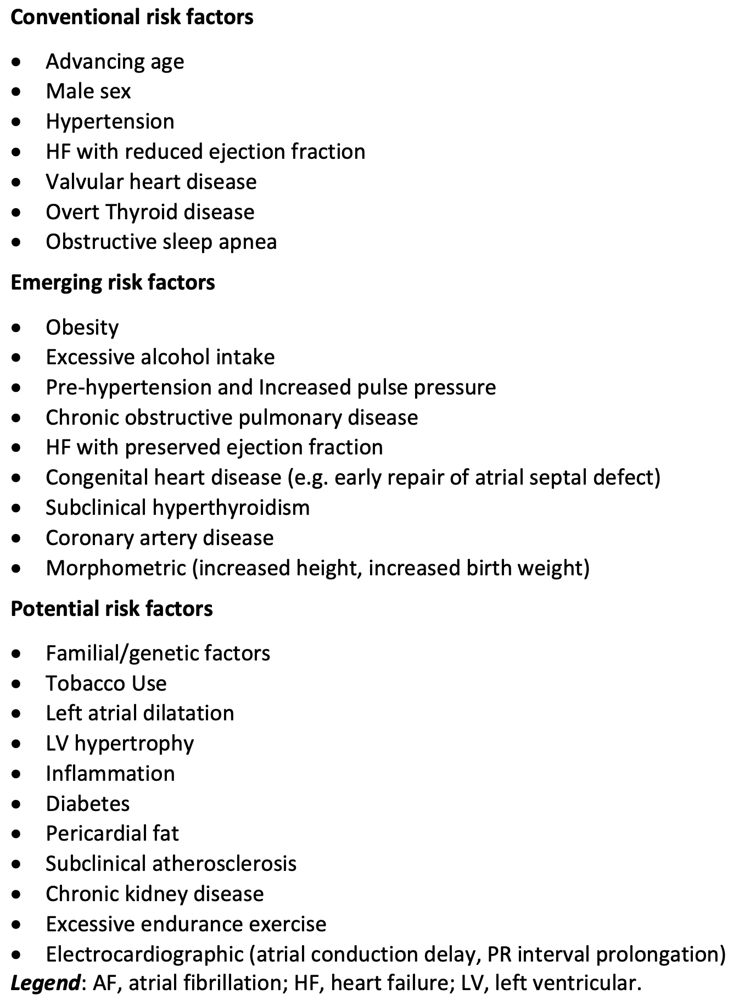 Conventional risk factors
• Advancing age
• Male sex
• Hypertension
• HF with reduced ejection fraction
• Valvular heart disease
• Overt Thyroid disease
• Obstructive sleep apnea
Emerging risk factors
• Obesity
• Excessive alcohol intake
• Pre-hypertension and Increased pulse pressure
• Chronic obstructive pulmonary disease
• HF with preserved ejection fraction
• Congenital heart disease (e.g. early repair of atrial septal defect)
• Subclinical hyperthyroidism
• Coronary artery disease
• Morphometric (increased height, increased birth weight)
Potential risk factors
• Familial/genetic factors
• Tobacco Use
• Left atrial dilatation
• LV hypertrophy
• Inflammation
• Diabetes
• Pericardial fat
• Subclinical atherosclerosis
• Chronic kidney disease
• Excessive endurance exercise
• Electrocardiographic (atrial conduction delay, PR interval prolongation)
Legend: AF, atrial fibrillation; HF, heart failure; LV, left ventricular.